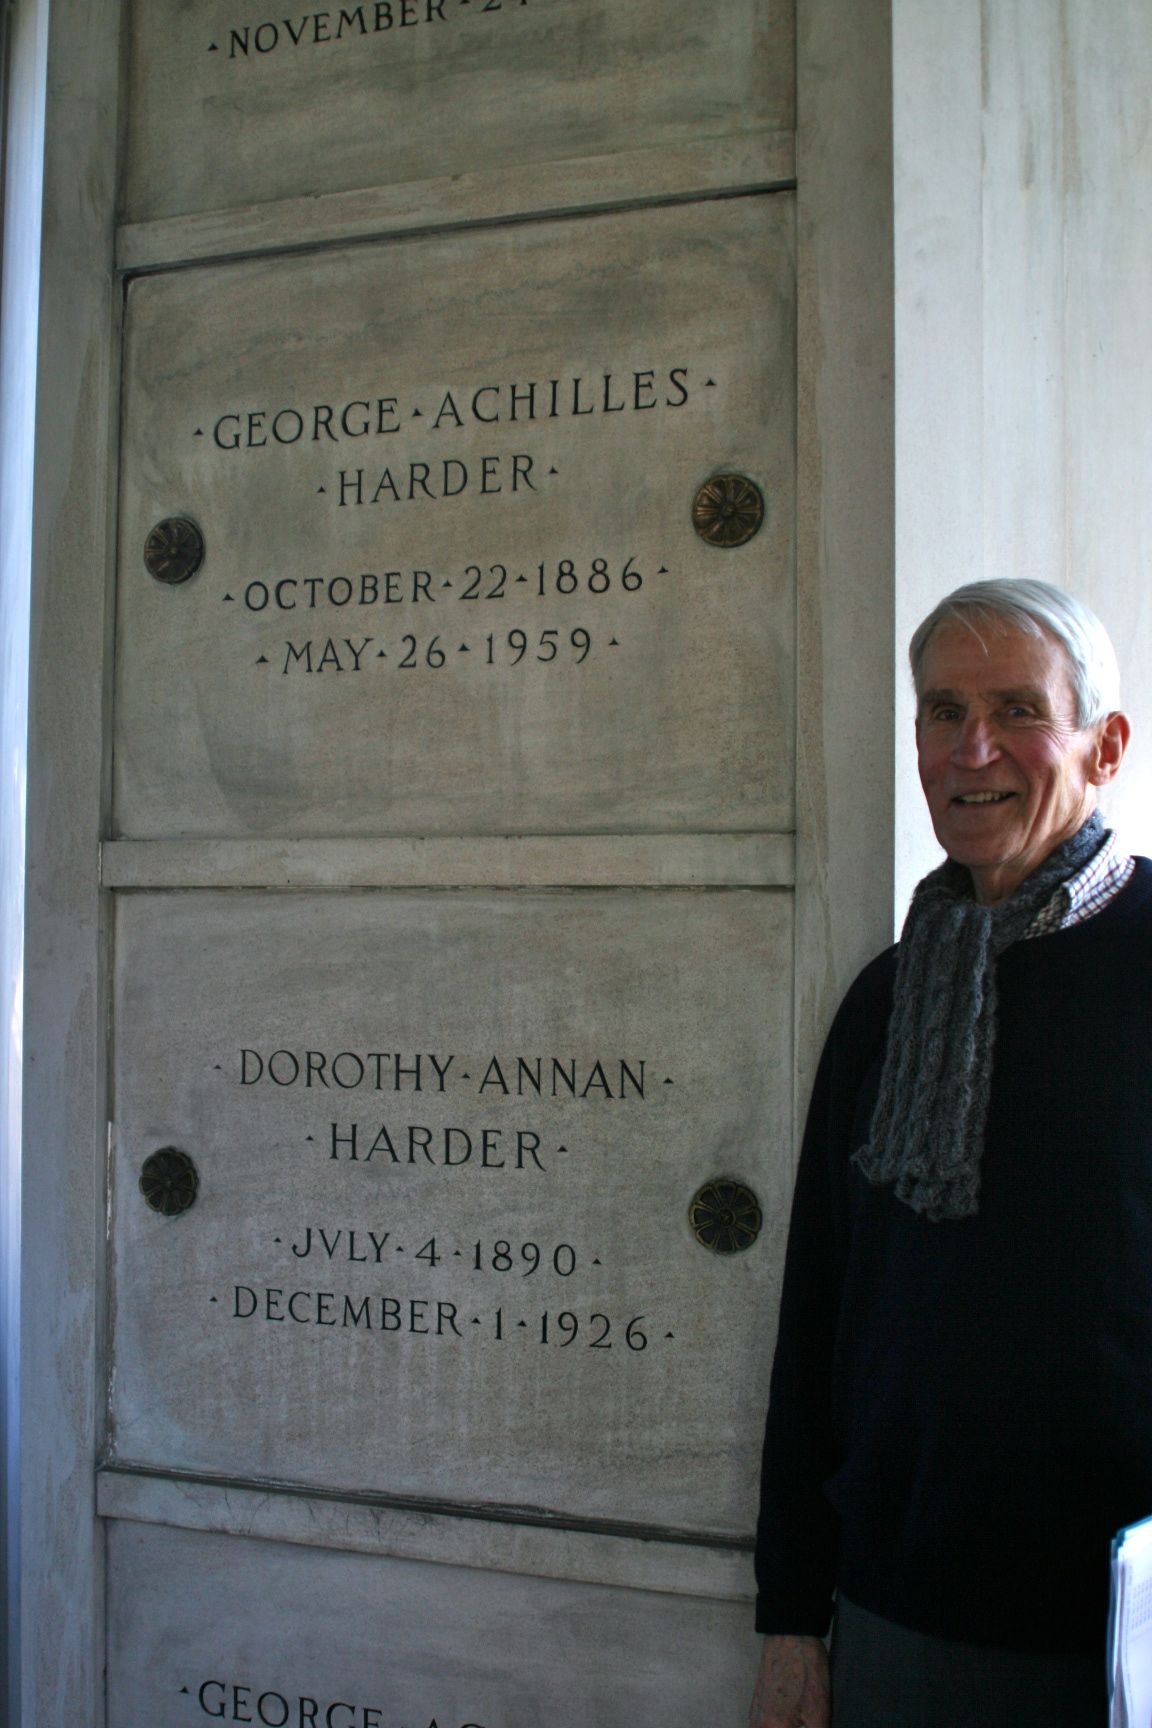 ·NOVEMBER·
·GEORGE·ACHILLES·
·HARDER·
·OCTOBER·22·1886·
·MAY·26·1959·
·DOROTHY·ANNAN·
·HARDER·
·JVLY·4·1890·
·DECEMBER·1·1926·
·GEORGE·